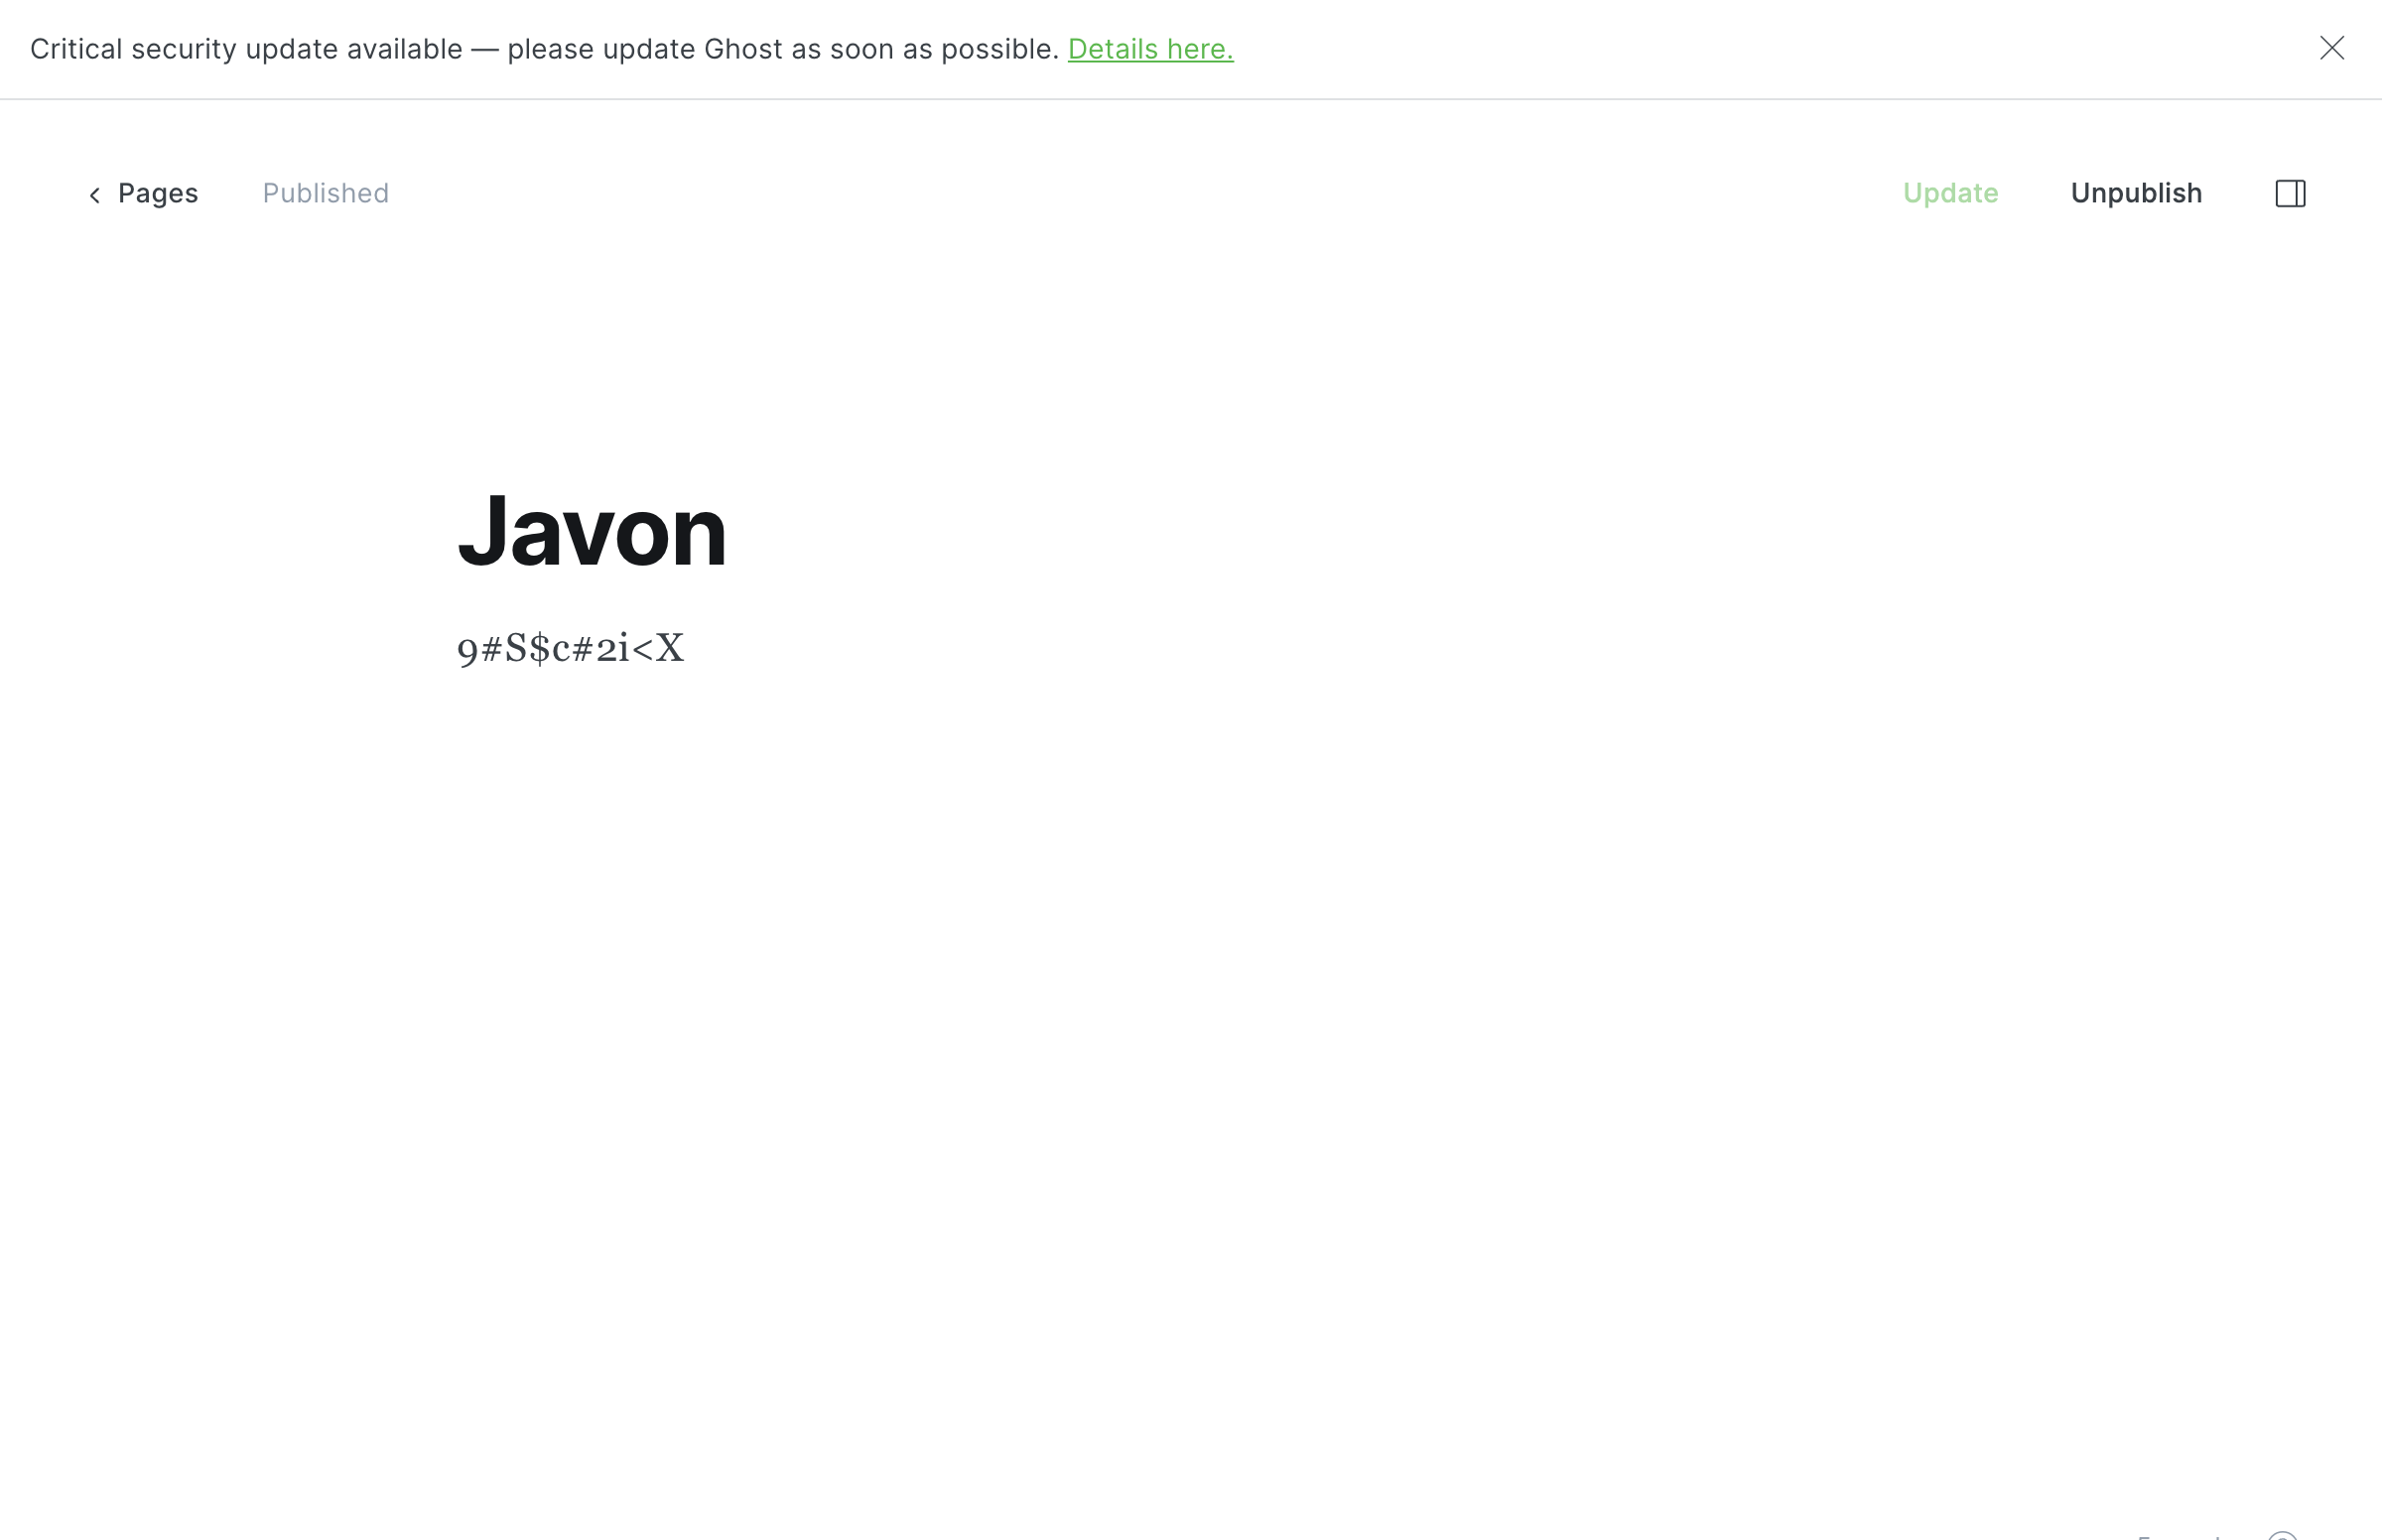 Critical security update available — please update Ghost as soon as possible. Details here.
Pages Published Update Unpublish
Javon
9#S$c#2i<X